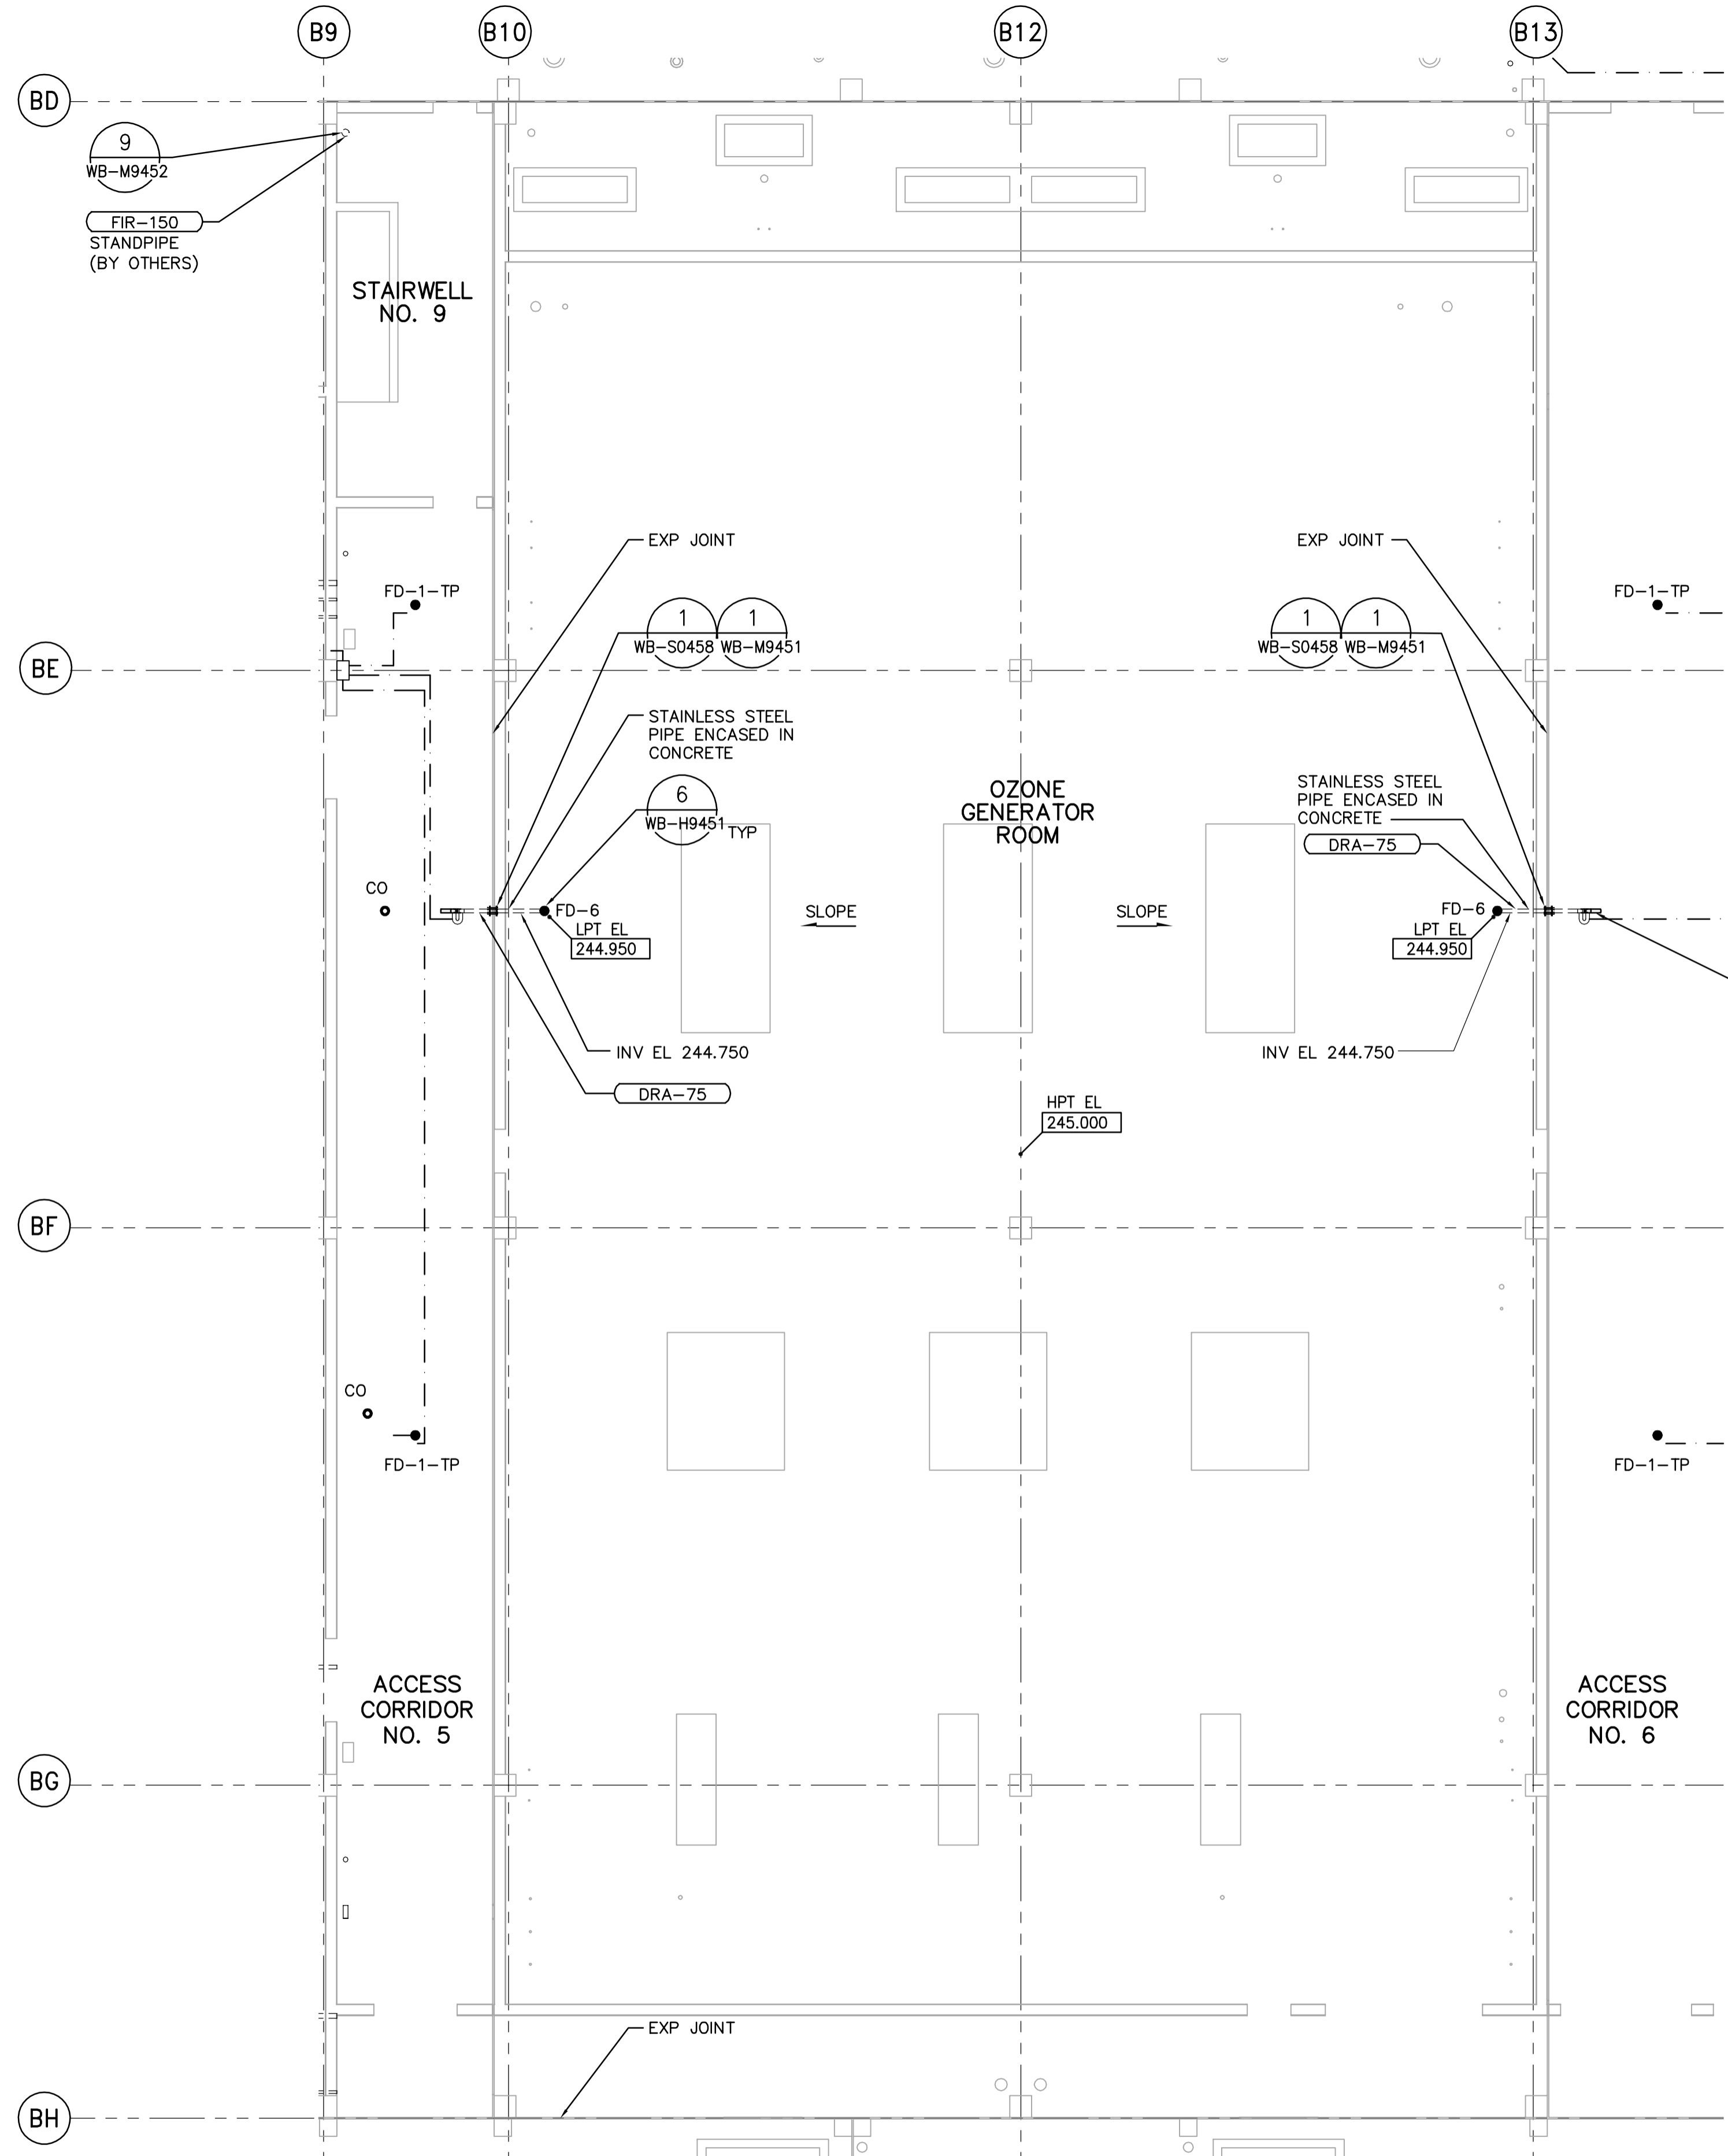 B9
B10
B12
B13
BD
9
WB-M9452
FIR-150
STANDPIPE
(BY OTHERS)
STAIRWELL
NO. 9
EXP JOINT
EXP JOINT
FD-1-TP
FD-1-TP
1
WB-S0458
1
WB-M9451
1
WB-S0458
1
WB-M9451
BE
STAINLESS STEEL
PIPE ENCASED IN
CONCRETE
6
WB-H9451
TYP
OZONE
GENERATOR
ROOM
STAINLESS STEEL
PIPE ENCASED IN
CONCRETE
DRA-75
CO
FD-6
LPT EL
244.950
SLOPE
SLOPE
FD-6
LPT EL
244.950
INV EL 244.750
INV EL 244.750
DRA-75
HPT EL
245.000
BF
CO
FD-1-TP
FD-1-TP
ACCESS
CORRIDOR
NO. 5
ACCESS
CORRIDOR
NO. 6
BG
EXP JOINT
BH